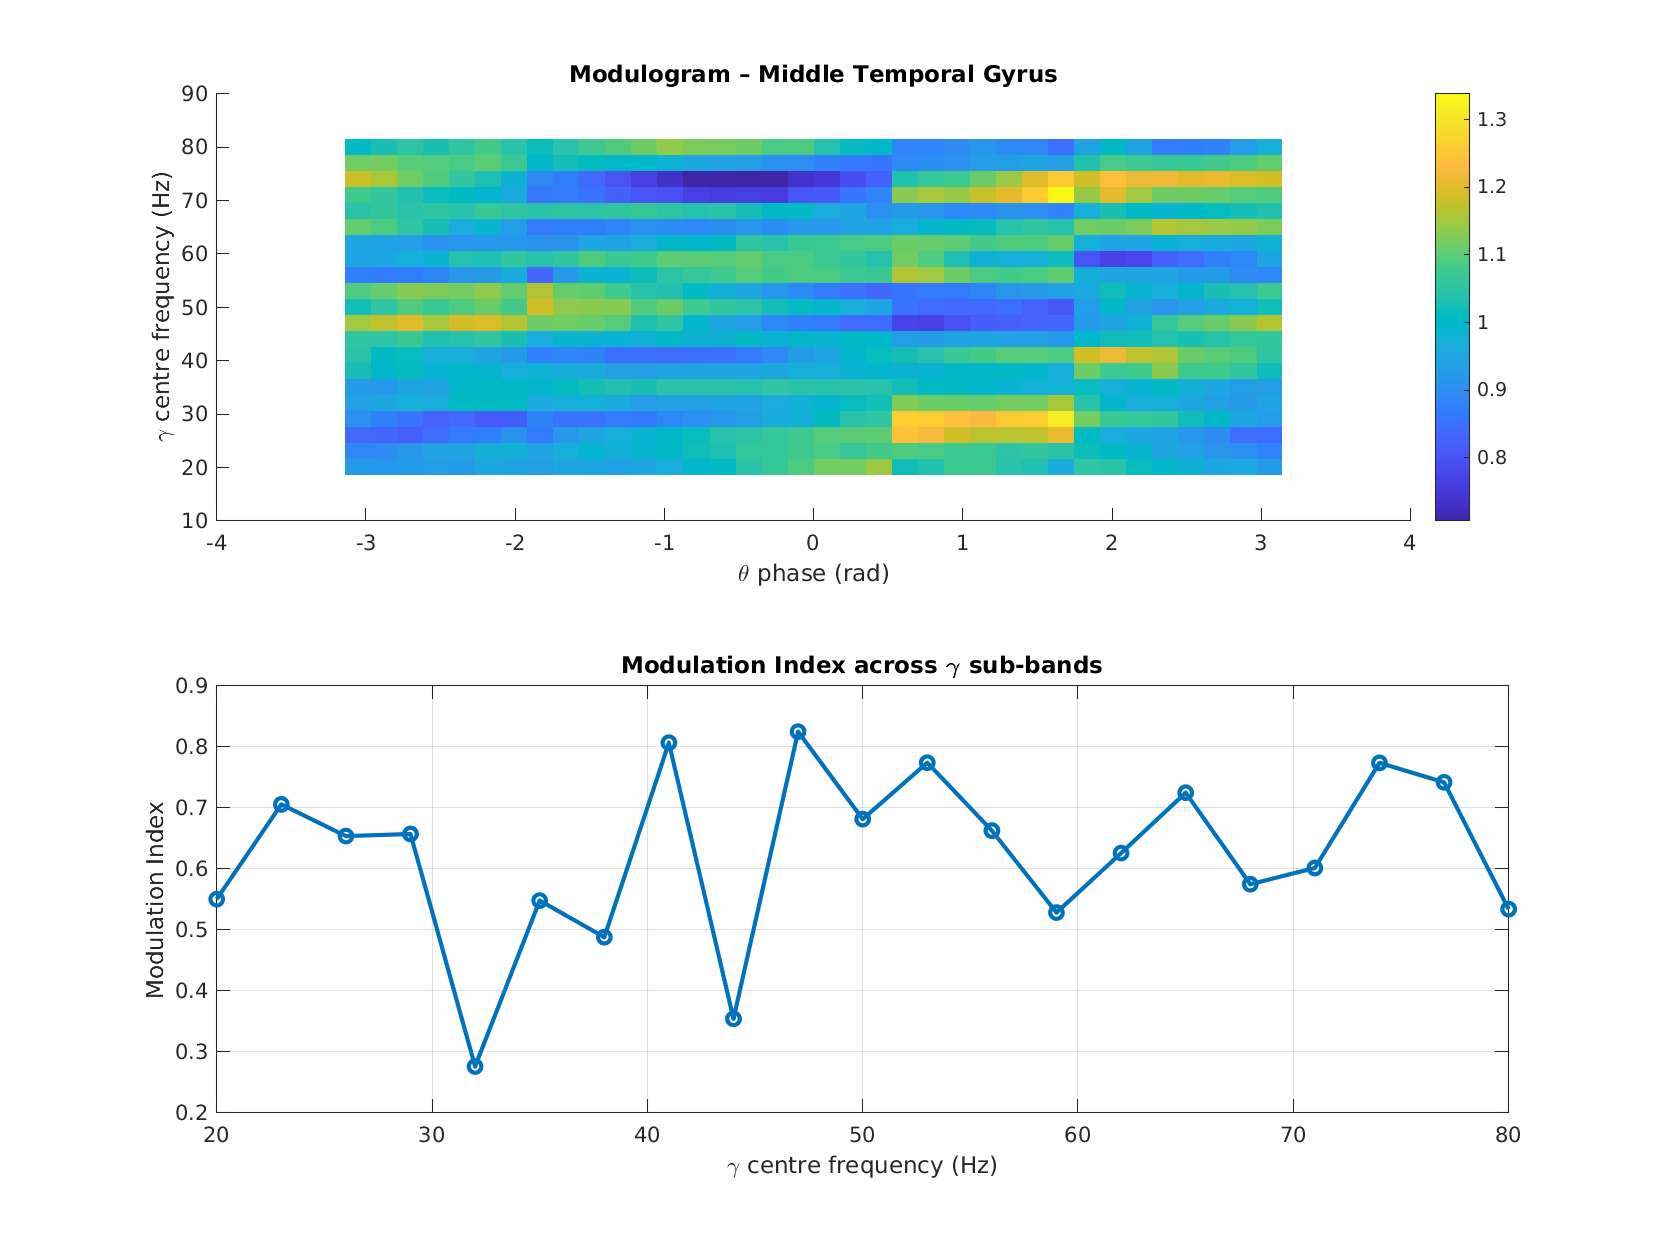 Modulogram – Middle Temporal Gyrus
γ centre frequency (Hz)
90
80
70
60
50
40
30
20
10
-4 -3 -2 -1 0 1 2 3 4
θ phase (rad)
1.3
1.2
1.1
1
0.9
0.8
Modulation Index across γ sub-bands
Modulation Index
0.9
0.8
0.7
0.6
0.5
0.4
0.3
0.2
20 30 40 50 60 70 80
γ centre frequency (Hz)